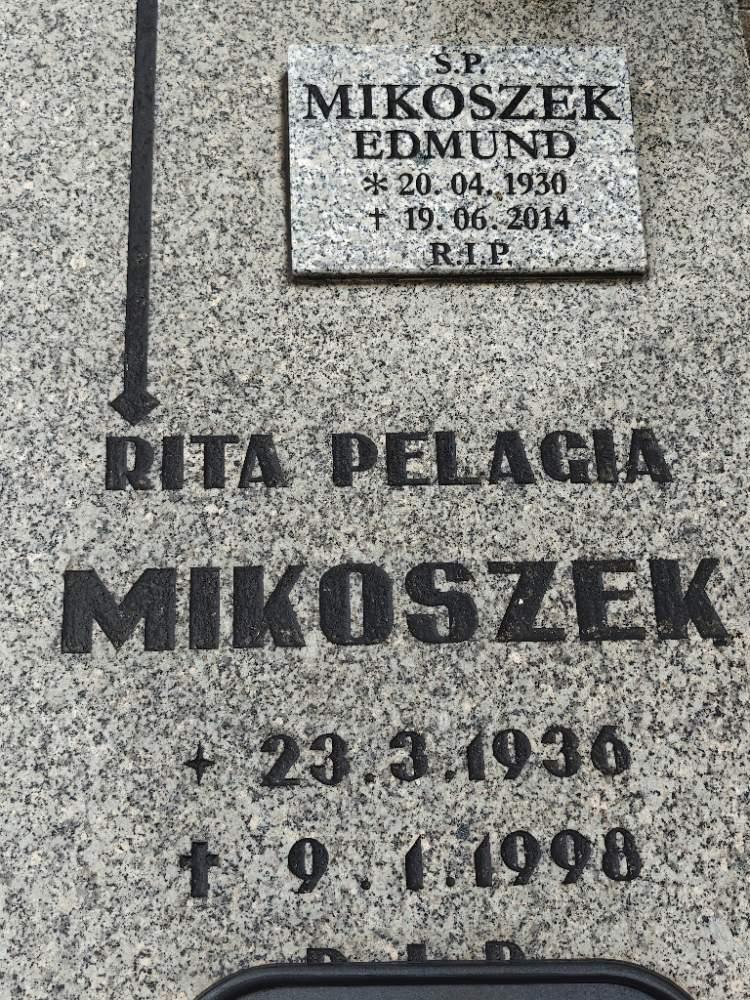 S.P.
MIKOSZEK
EDMUND
* 20. 04. 1930
† 19. 06. 2014
R.I.P.
RITA PELAGIA
MIKOSZEK
✦ 23.3.1936
✝ 9.1.1998
R.I.P.